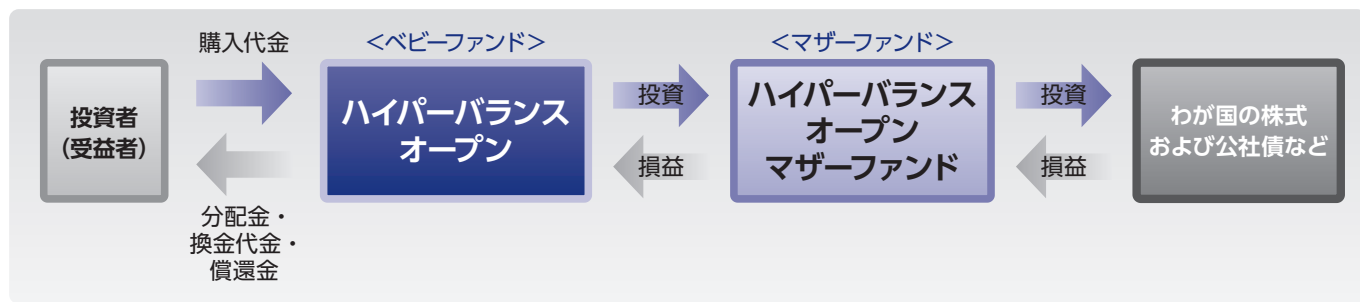 購入代金
投資者
（受益者）
分配金・
換金代金・
償還金
＜ベビーファンド＞
ハイパーバランス
オープン
投資
損益
＜マザーファンド＞
ハイパーバランス
オープン
マザーファンド
投資
損益
わが国の株式
および公社債など